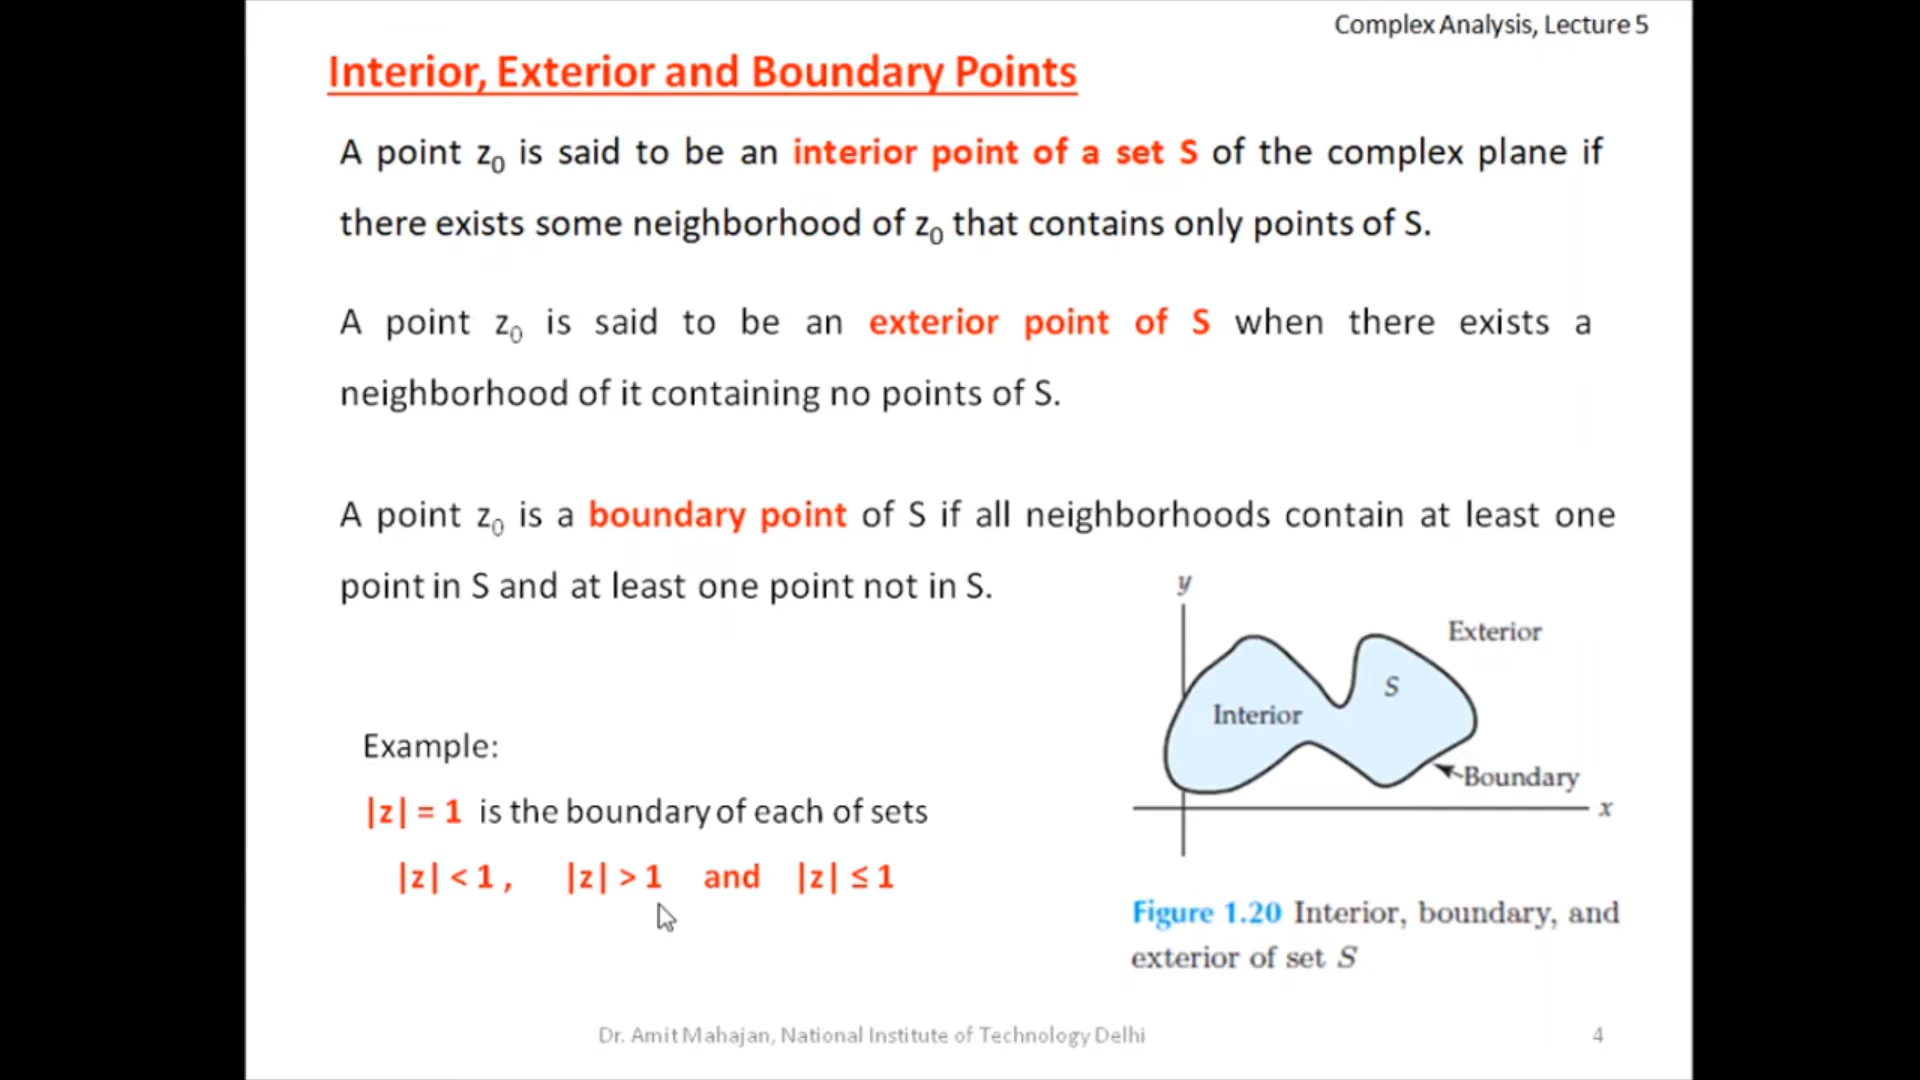 Complex Analysis, Lecture 5
Interior, Exterior and Boundary Points
A point z₀ is said to be an interior point of a set S of the complex plane if
there exists some neighborhood of z₀ that contains only points of S.
A point z₀ is said to be an exterior point of S when there exists a
neighborhood of it containing no points of S.
A point z₀ is a boundary point of S if all neighborhoods contain at least one
point in S and at least one point not in S.
y
Exterior
S
Interior
Boundary
x
Example:
|z| = 1 is the boundary of each of sets
|z| < 1 , |z| > 1 and |z| ≤ 1
Figure 1.20 Interior, boundary, and
exterior of set S
Dr. Amit Mahajan, National Institute of Technology Delhi
4